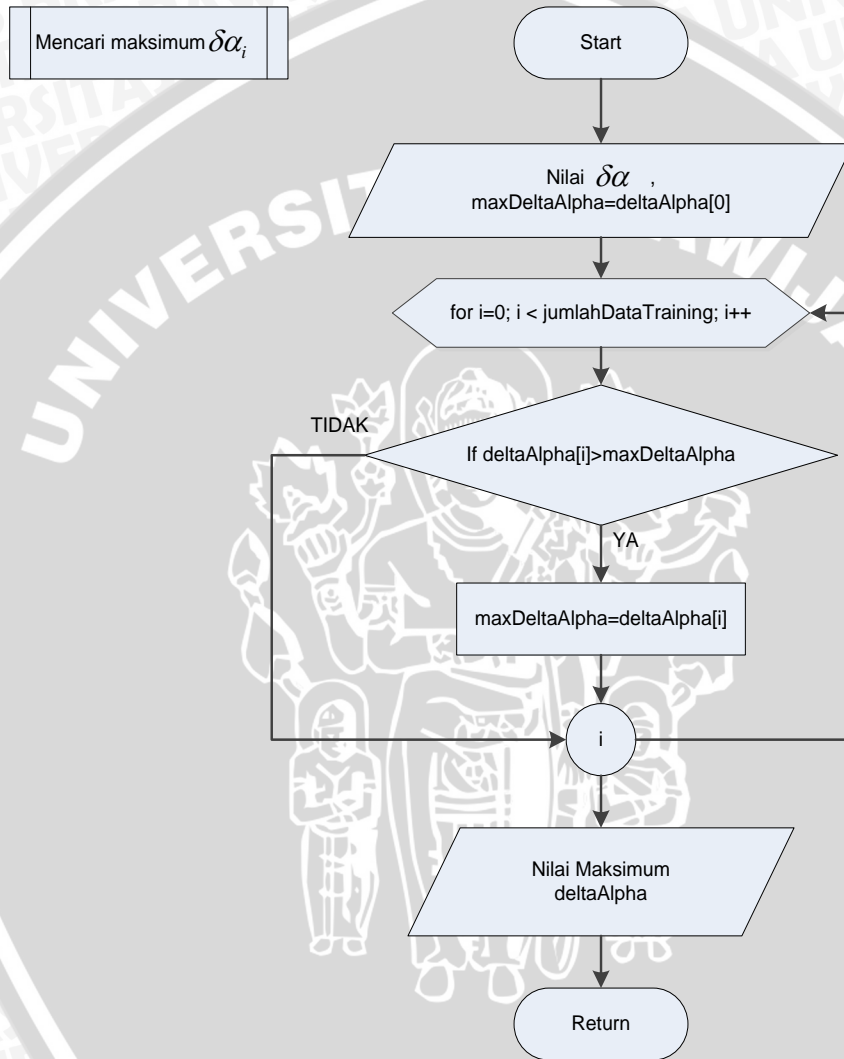 Mencari maksimum δαᵢ
Start
Nilai δα ,
maxDeltaAlpha=deltaAlpha[0]
for i=0; i < jumlahDataTraining; i++
TIDAK
If deltaAlpha[i]>maxDeltaAlpha
YA
maxDeltaAlpha=deltaAlpha[i]
i
Nilai Maksimum
deltaAlpha
Return